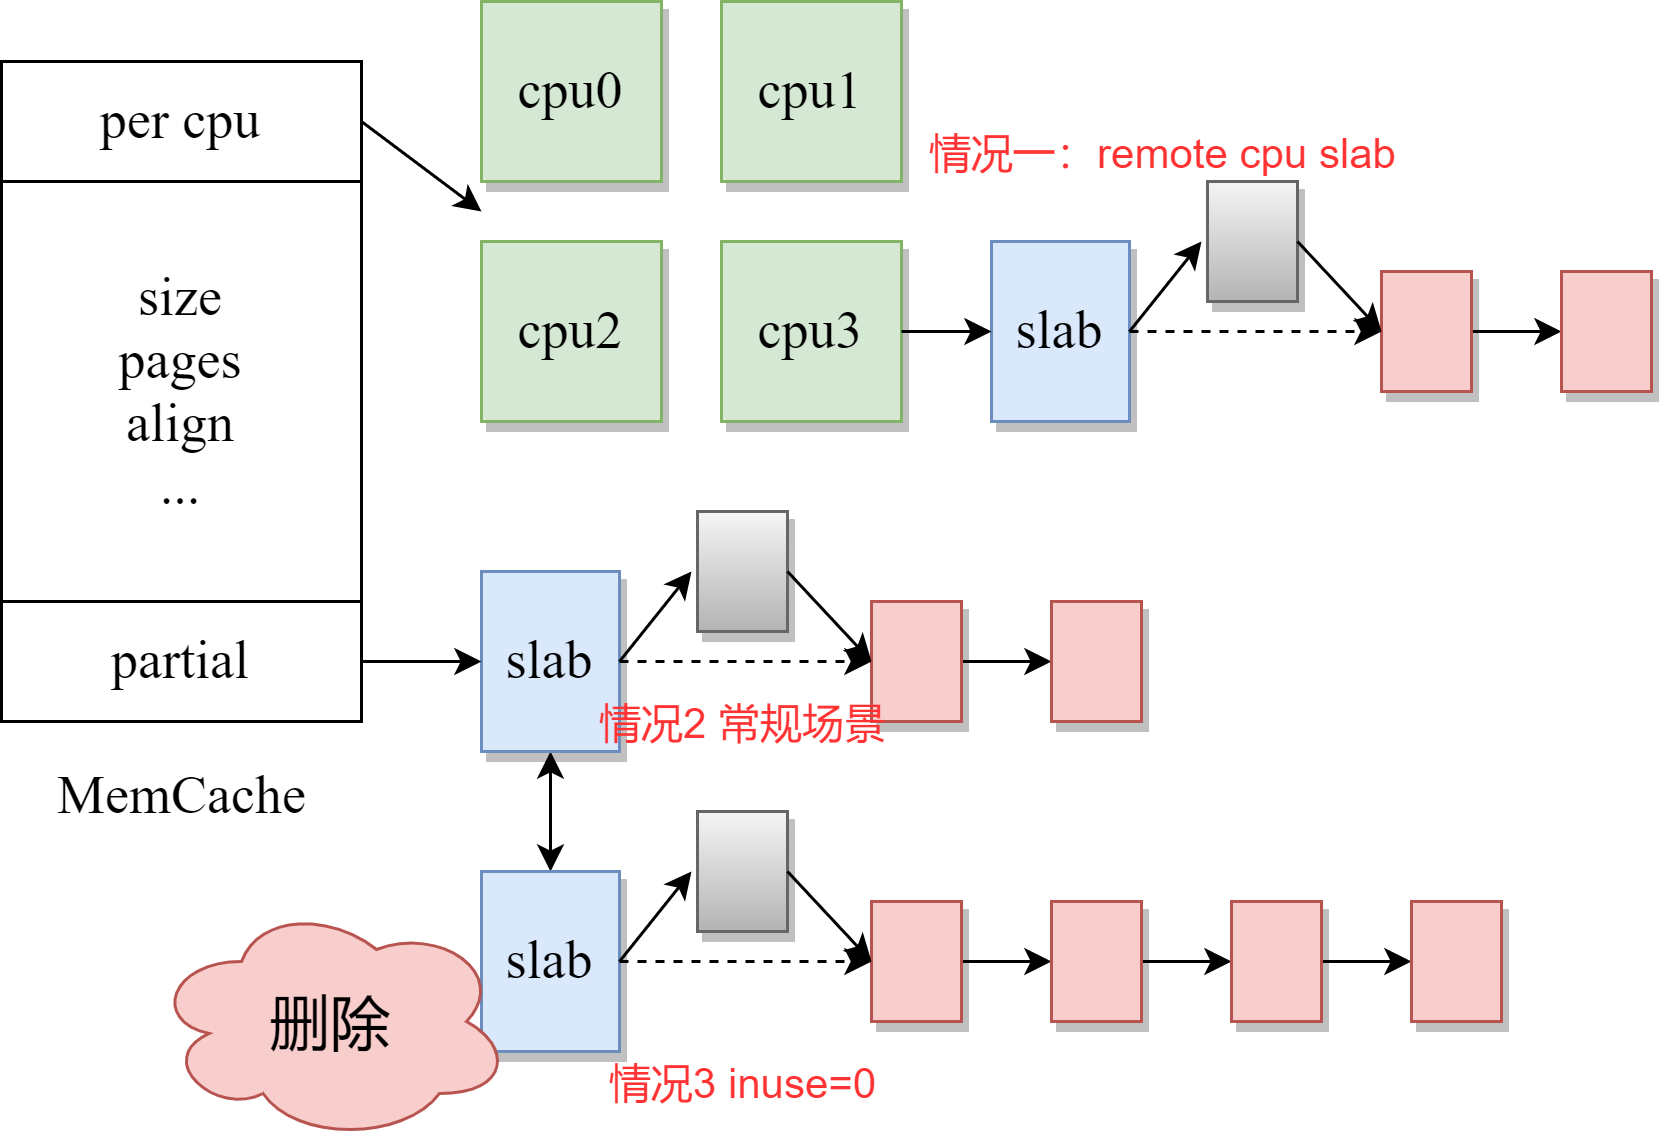 cpu0
cpu1
per cpu
情况一：remote cpu slab
size
pages
align
...
cpu2
cpu3
slab
partial
slab
情况2 常规场景
MemCache
slab
删除
情况3 inuse=0